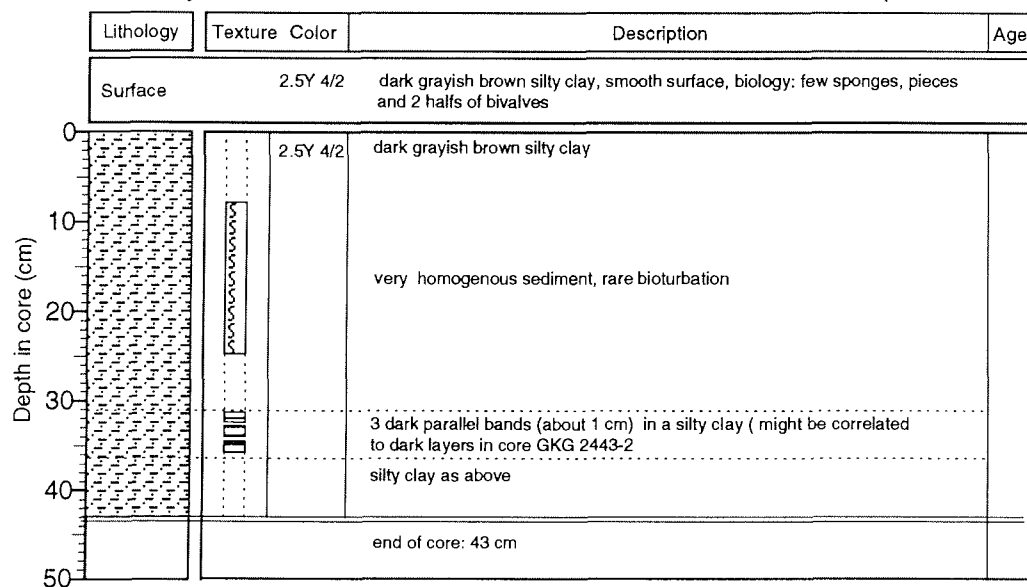 Lithology Texture Color Description Age
Surface 2.5Y 4/2 dark grayish brown silty clay, smooth surface, biology: few sponges, pieces
and 2 halfs of bivalves
0
2.5Y 4/2 dark grayish brown silty clay
10
very homogenous sediment, rare bioturbation
20
Depth in core (cm)
30
3 dark parallel bands (about 1 cm) in a silty clay ( might be correlated
to dark layers in core GKG 2443-2
silty clay as above
40
end of core: 43 cm
50